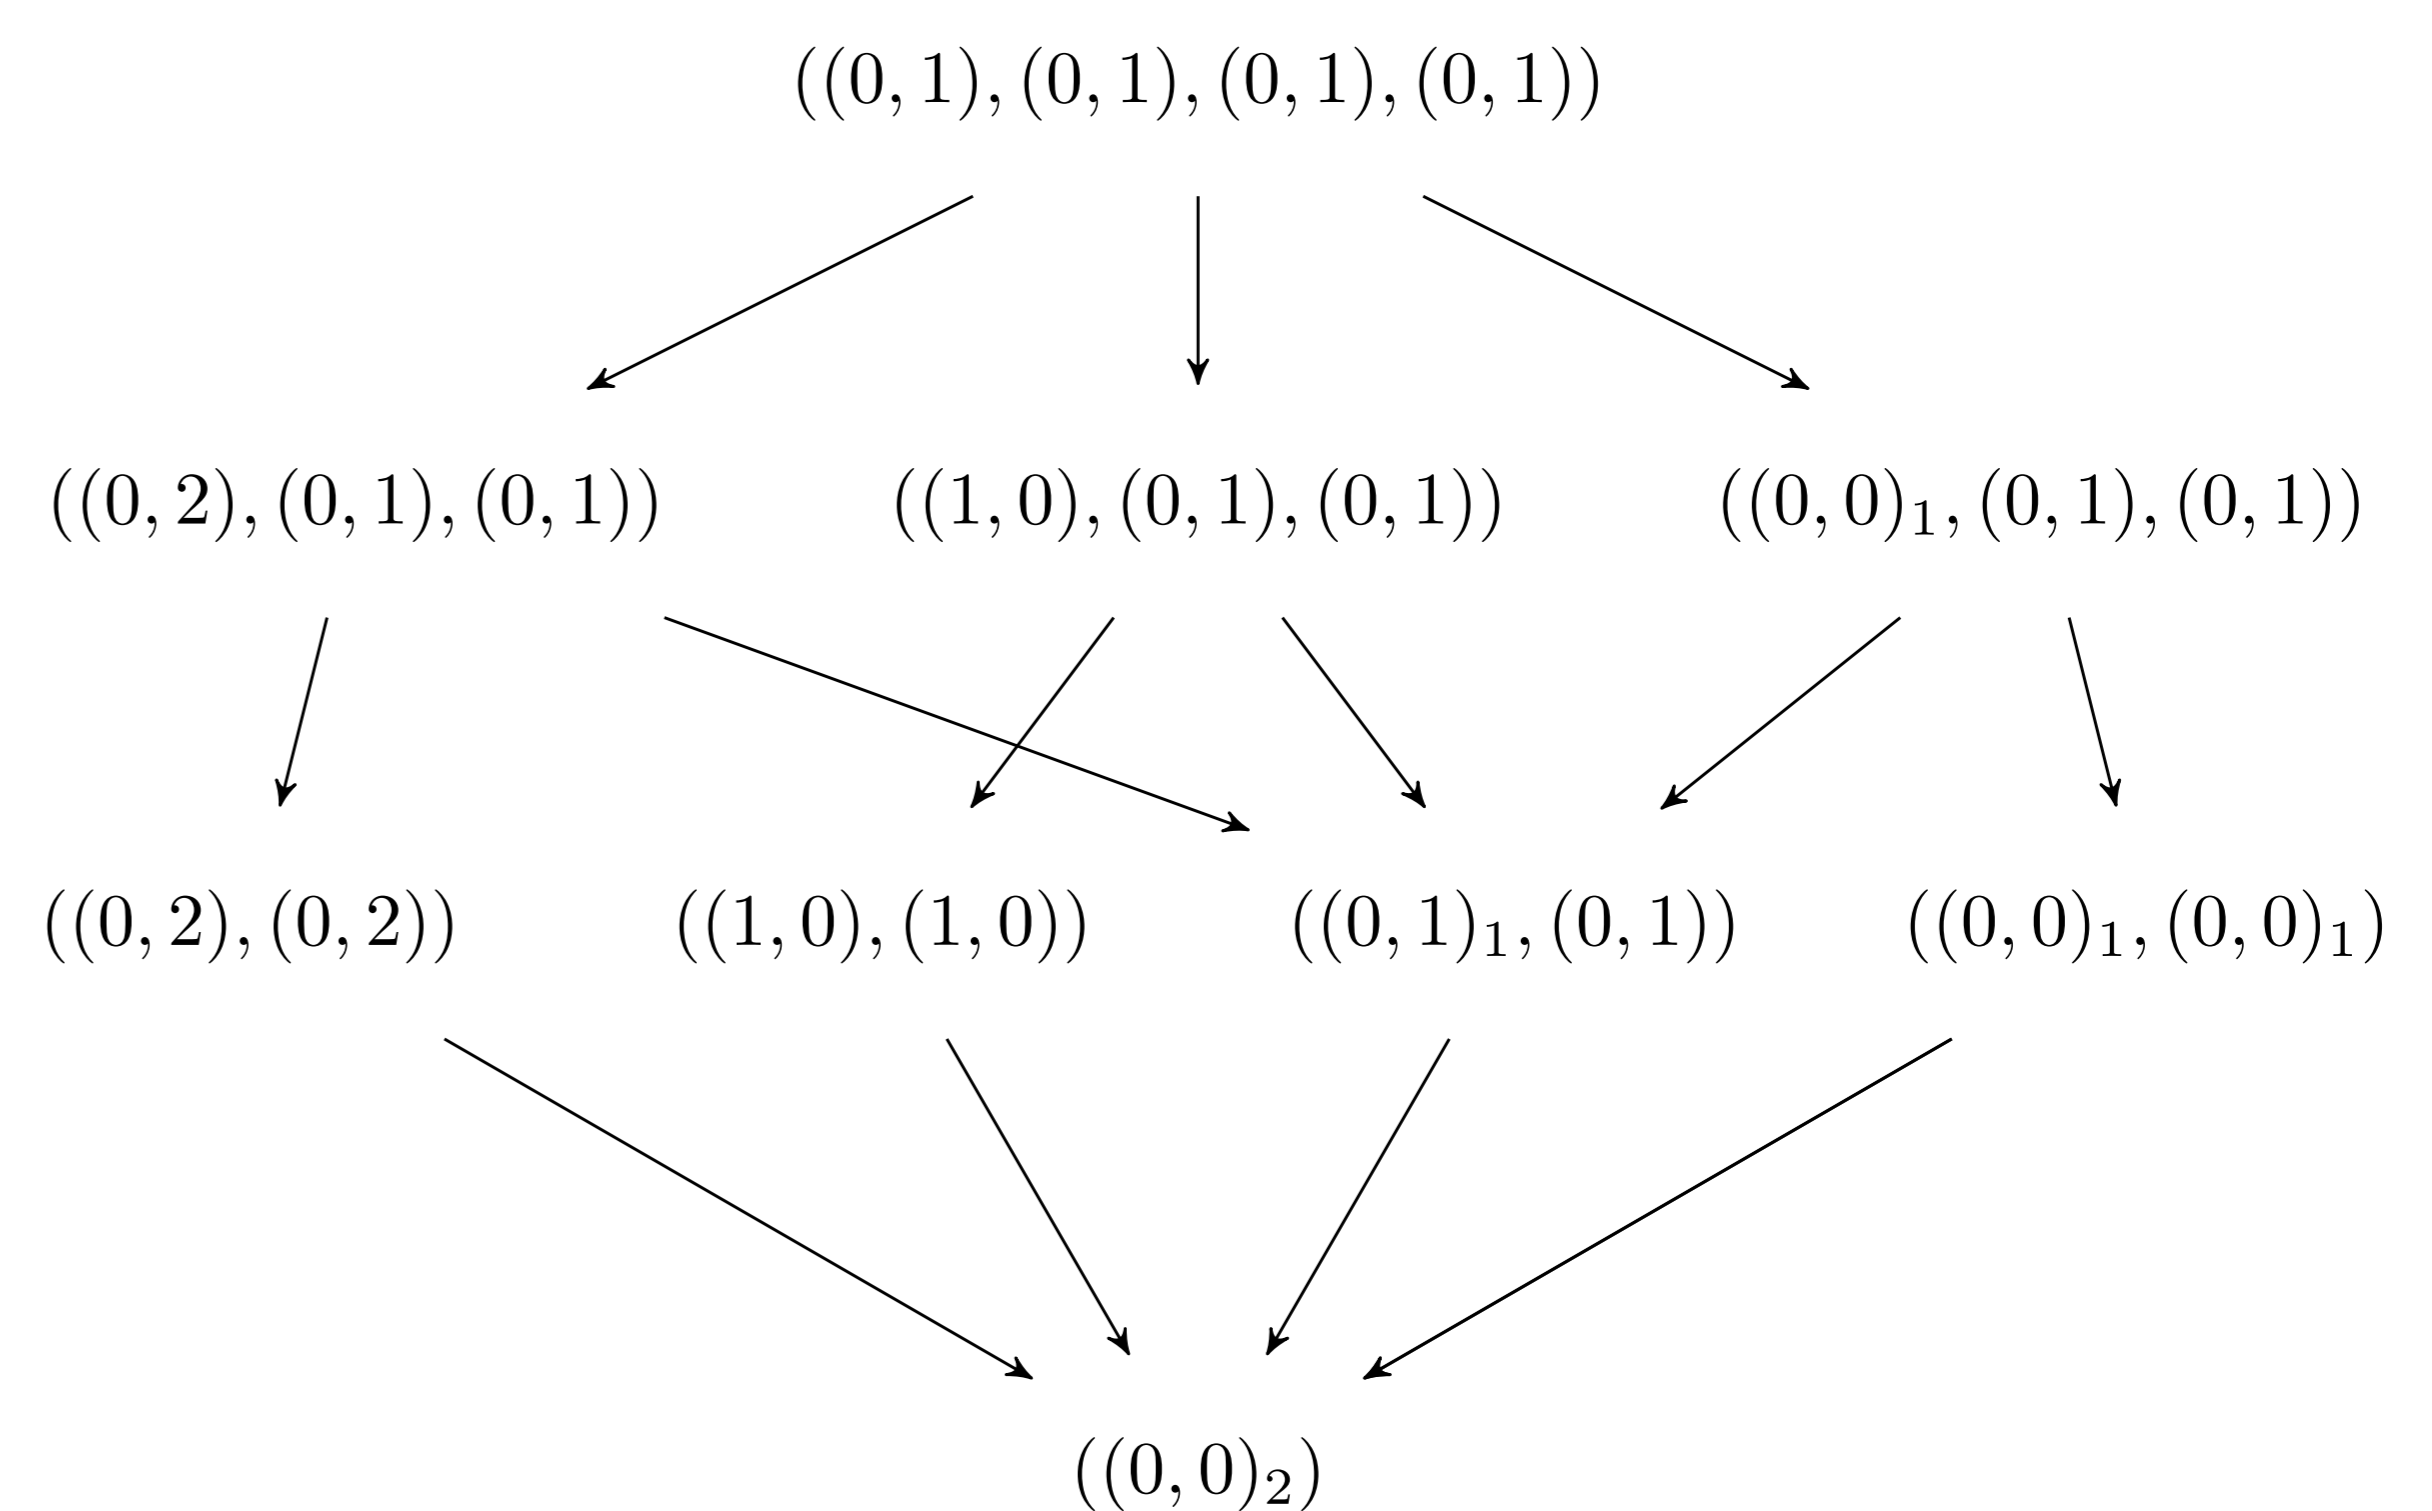 ((0, 1), (0, 1), (0, 1), (0, 1))
((0, 2), (0, 1), (0, 1)) ((1, 0), (0, 1), (0, 1)) ((0, 0)₁, (0, 1), (0, 1))
((0, 2), (0, 2)) ((1, 0), (1, 0)) ((0, 1)₁, (0, 1)) ((0, 0)₁, (0, 0)₁)
((0, 0)₂)